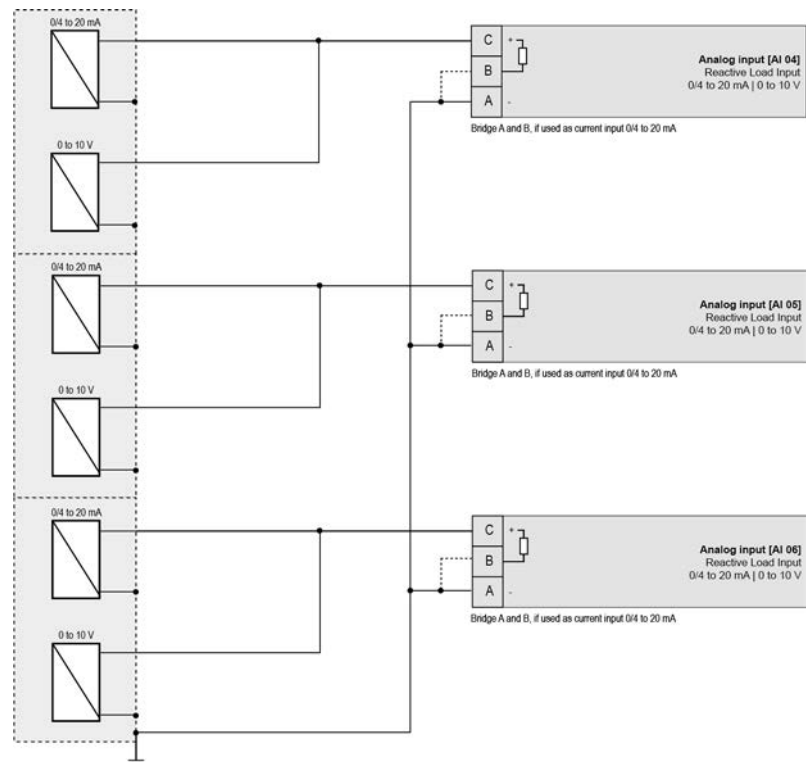 0/4 to 20 mA
0 to 10 V
C
+
B
A
-
Analog input [AI 04]
Reactive Load Input
0/4 to 20 mA | 0 to 10 V
Bridge A and B, if used as current input 0/4 to 20 mA
0/4 to 20 mA
0 to 10 V
C
+
B
A
-
Analog input [AI 05]
Reactive Load Input
0/4 to 20 mA | 0 to 10 V
Bridge A and B, if used as current input 0/4 to 20 mA
0/4 to 20 mA
0 to 10 V
C
+
B
A
-
Analog input [AI 06]
Reactive Load Input
0/4 to 20 mA | 0 to 10 V
Bridge A and B, if used as current input 0/4 to 20 mA